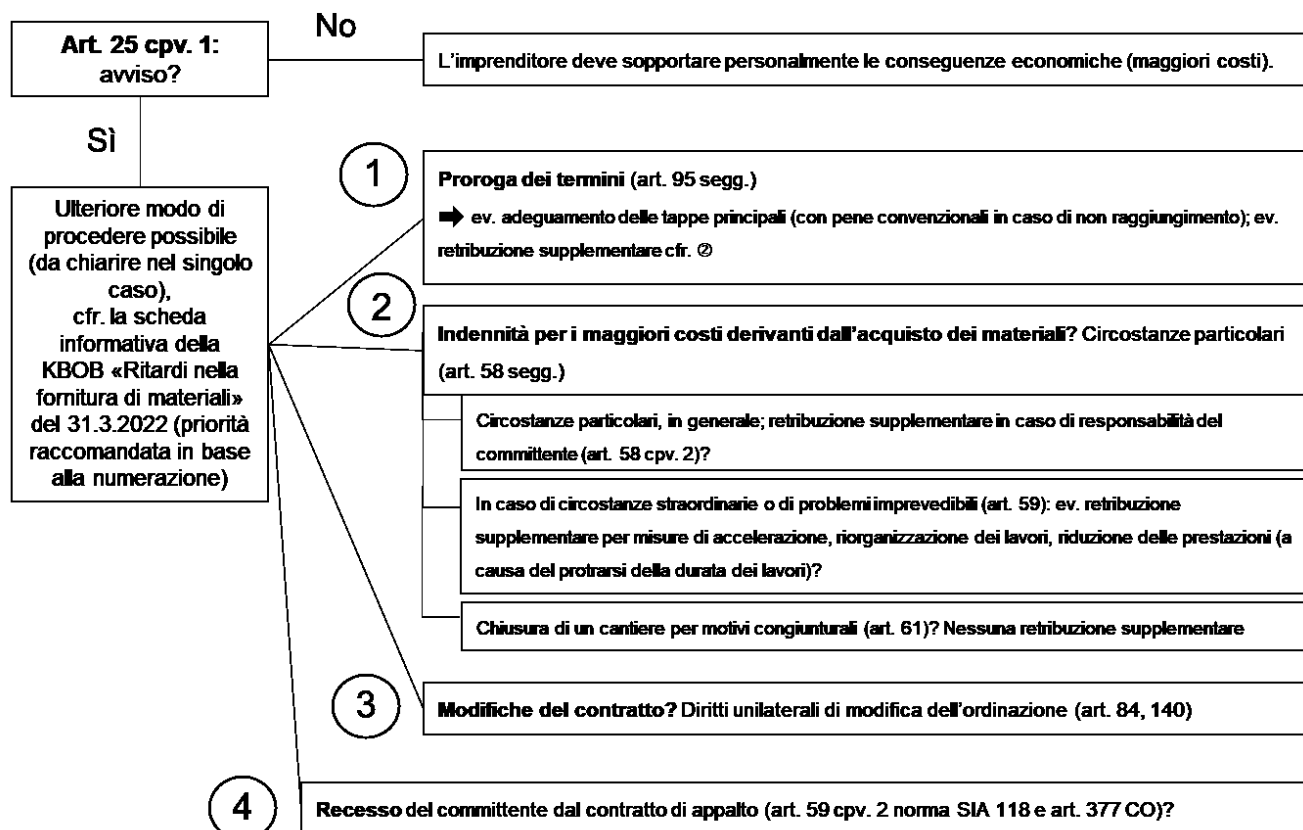 Art. 25 cpv. 1:
avviso?
No
L'imprenditore deve sopportare personalmente le conseguenze economiche (maggiori costi).
Sì
Ulteriore modo di
procedere possibile
(da chiarire nel singolo
caso),
cfr. la scheda
informativa della
KBOB «Ritardi nella
fornitura di materiali»
del 31.3.2022 (priorità
raccomandata in base
alla numerazione)
1
Proroga dei termini (art. 95 segg.)
➡ ev. adeguamento delle tappe principali (con pene convenzionali in caso di non raggiungimento); ev.
retribuzione supplementare cfr. ②
2
Indennità per i maggiori costi derivanti dall'acquisto dei materiali? Circostanze particolari
(art. 58 segg.)
Circostanze particolari, in generale; retribuzione supplementare in caso di responsabilità del
committente (art. 58 cpv. 2)?
In caso di circostanze straordinarie o di problemi imprevedibili (art. 59): ev. retribuzione
supplementare per misure di accelerazione, riorganizzazione dei lavori, riduzione delle prestazioni (a
causa del protrarsi della durata dei lavori)?
Chiusura di un cantiere per motivi congiunturali (art. 61)? Nessuna retribuzione supplementare
3
Modifiche del contratto? Diritti unilaterali di modifica dell'ordinazione (art. 84, 140)
4
Recesso del committente dal contratto di appalto (art. 59 cpv. 2 norma SIA 118 e art. 377 CO)?